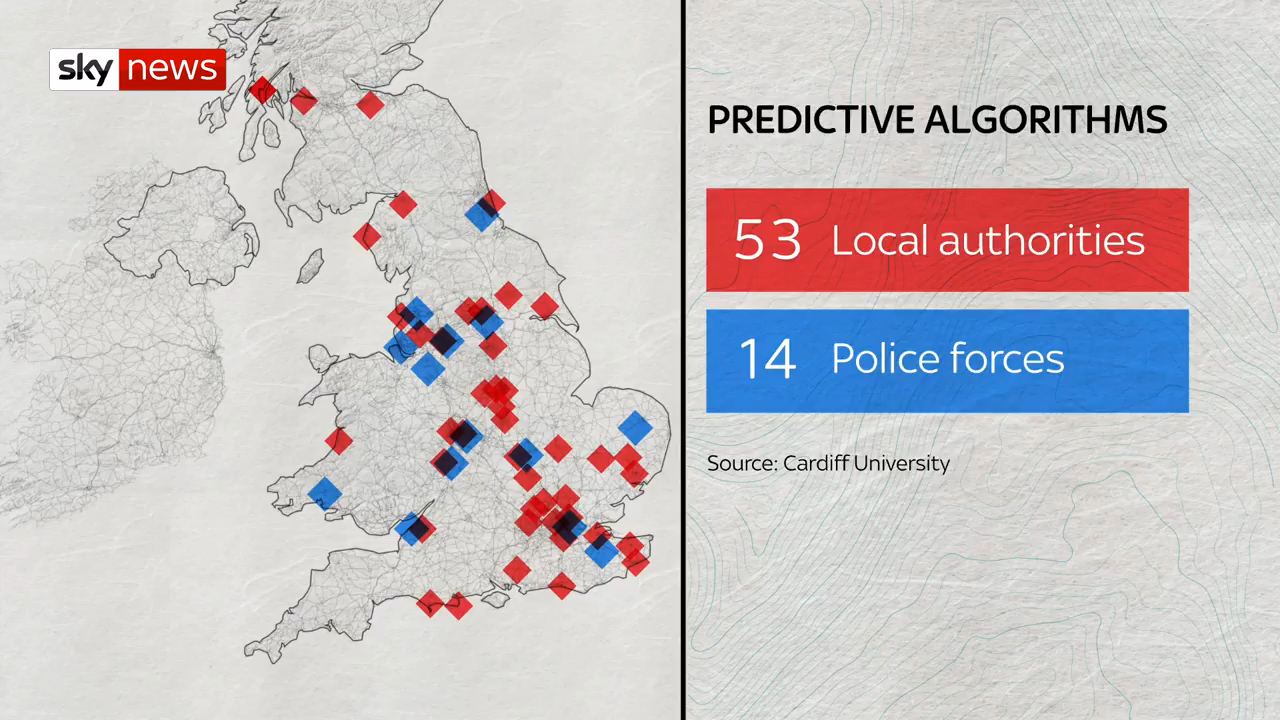 sky news
PREDICTIVE ALGORITHMS
53 Local authorities
14 Police forces
Source: Cardiff University